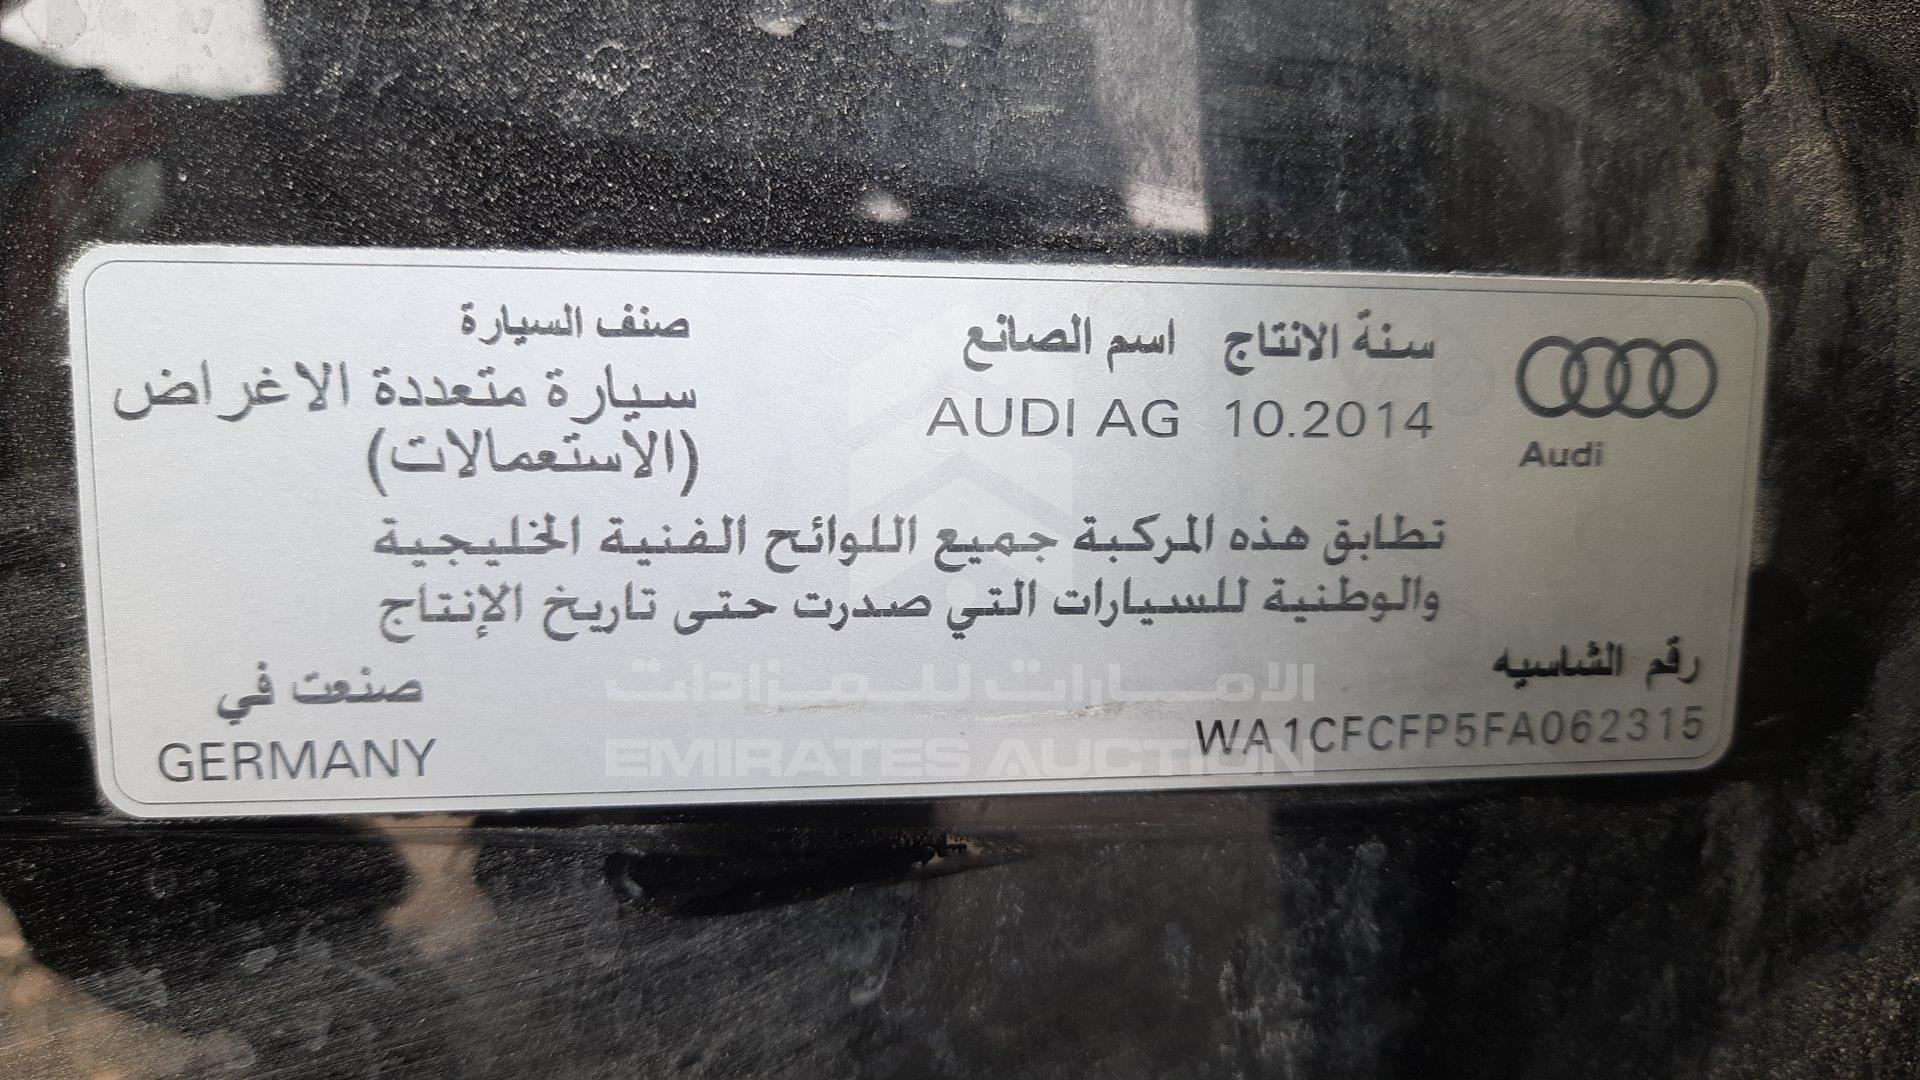 سنة الانتاج
10.2014
اسم الصانع
AUDI AG
صنف السيارة
سيارة متعددة الاغراض
(الاستعمالات)
Audi
تطابق هذه المركبة جميع اللوائح الفنية الخليجية
والوطنية للسيارات التي صدرت حتى تاريخ الإنتاج
رقم الشاسيه
WA1CFCFP5FA062315
صنعت في
GERMANY
الامارات للمزادات
EMIRATES AUCTION